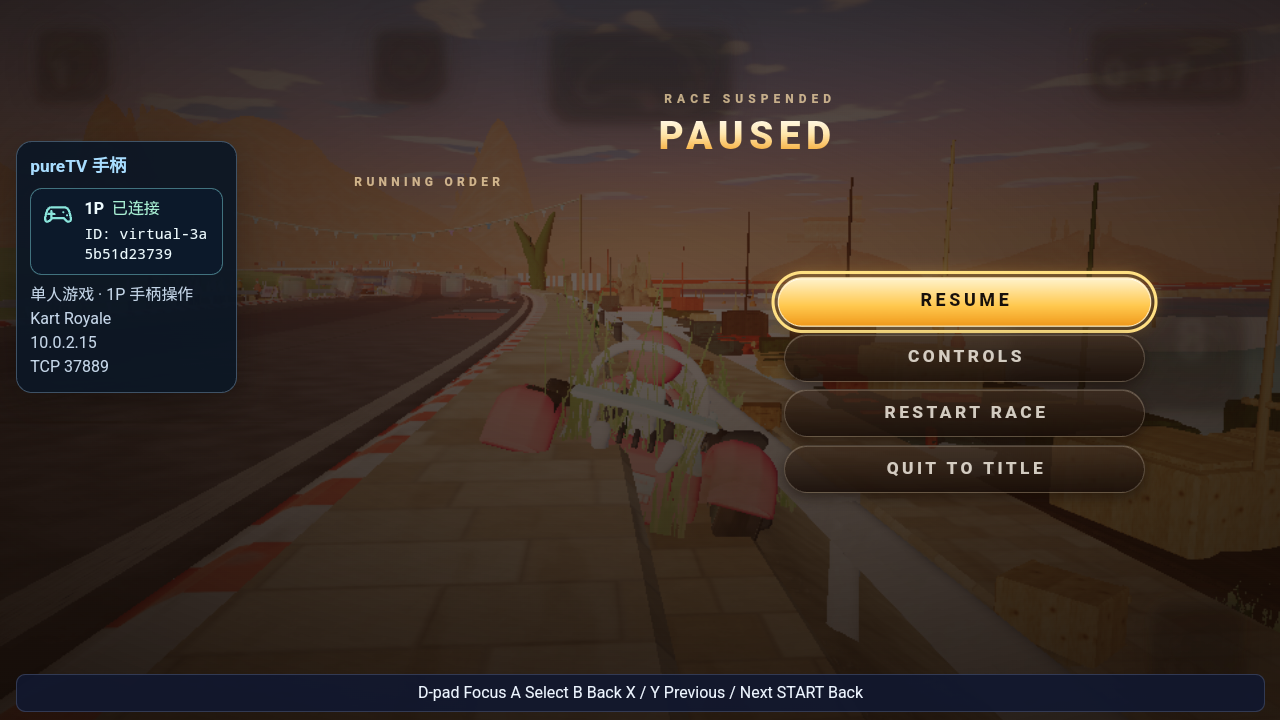 RACE SUSPENDED
PAUSED
RUNNING ORDER
pureTV 手柄
1P 已连接
ID: virtual-3a
5b51d23739
单人游戏 · 1P 手柄操作
Kart Royale
10.0.2.15
TCP 37889
RESUME
CONTROLS
RESTART RACE
QUIT TO TITLE
D-pad Focus A Select B Back X / Y Previous / Next START Back